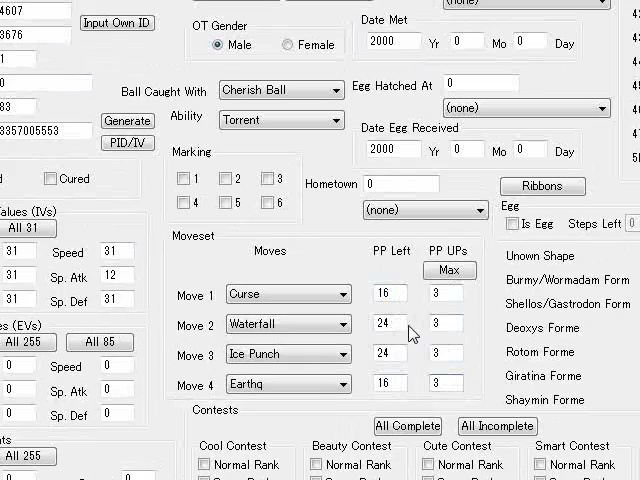 4607
Input Own ID
3676
1
0
83
3357005553
Generate
PID/IV
Cured
OT Gender
Male
Female
Ball Caught With
Cherish Ball
Ability
Torrent
Marking
1 2 3
4 5 6
(none)
Date Met
2000 Yr 0 Mo 0 Day
Egg Hatched At 0
(none)
Date Egg Received
2000 Yr 0 Mo 0 Day
Hometown 0
(none)
Ribbons
Egg
Is Egg Steps Left 0
alues (IVs)
All 31
31 Speed 31
31 Sp. Atk 12
31 Sp. Def 31
es (EVs)
All 255 All 85
0 Speed 0
0 Sp. Atk 0
0 Sp. Def 0
All 255
Moveset
Moves PP Left PP UPs
Max
Move 1 Curse 16 3
Move 2 Waterfall 24 3
Move 3 Ice Punch 24 3
Move 4 Earthq 16 3
Unown Shape
Burmy/Wormadam Form
Shellos/Gastrodon Form
Deoxys Forme
Rotom Forme
Giratina Forme
Shaymin Forme
Contests
All Complete All Incomplete
Cool Contest Beauty Contest Cute Contest Smart Contest
Normal Rank Normal Rank Normal Rank Normal Rank